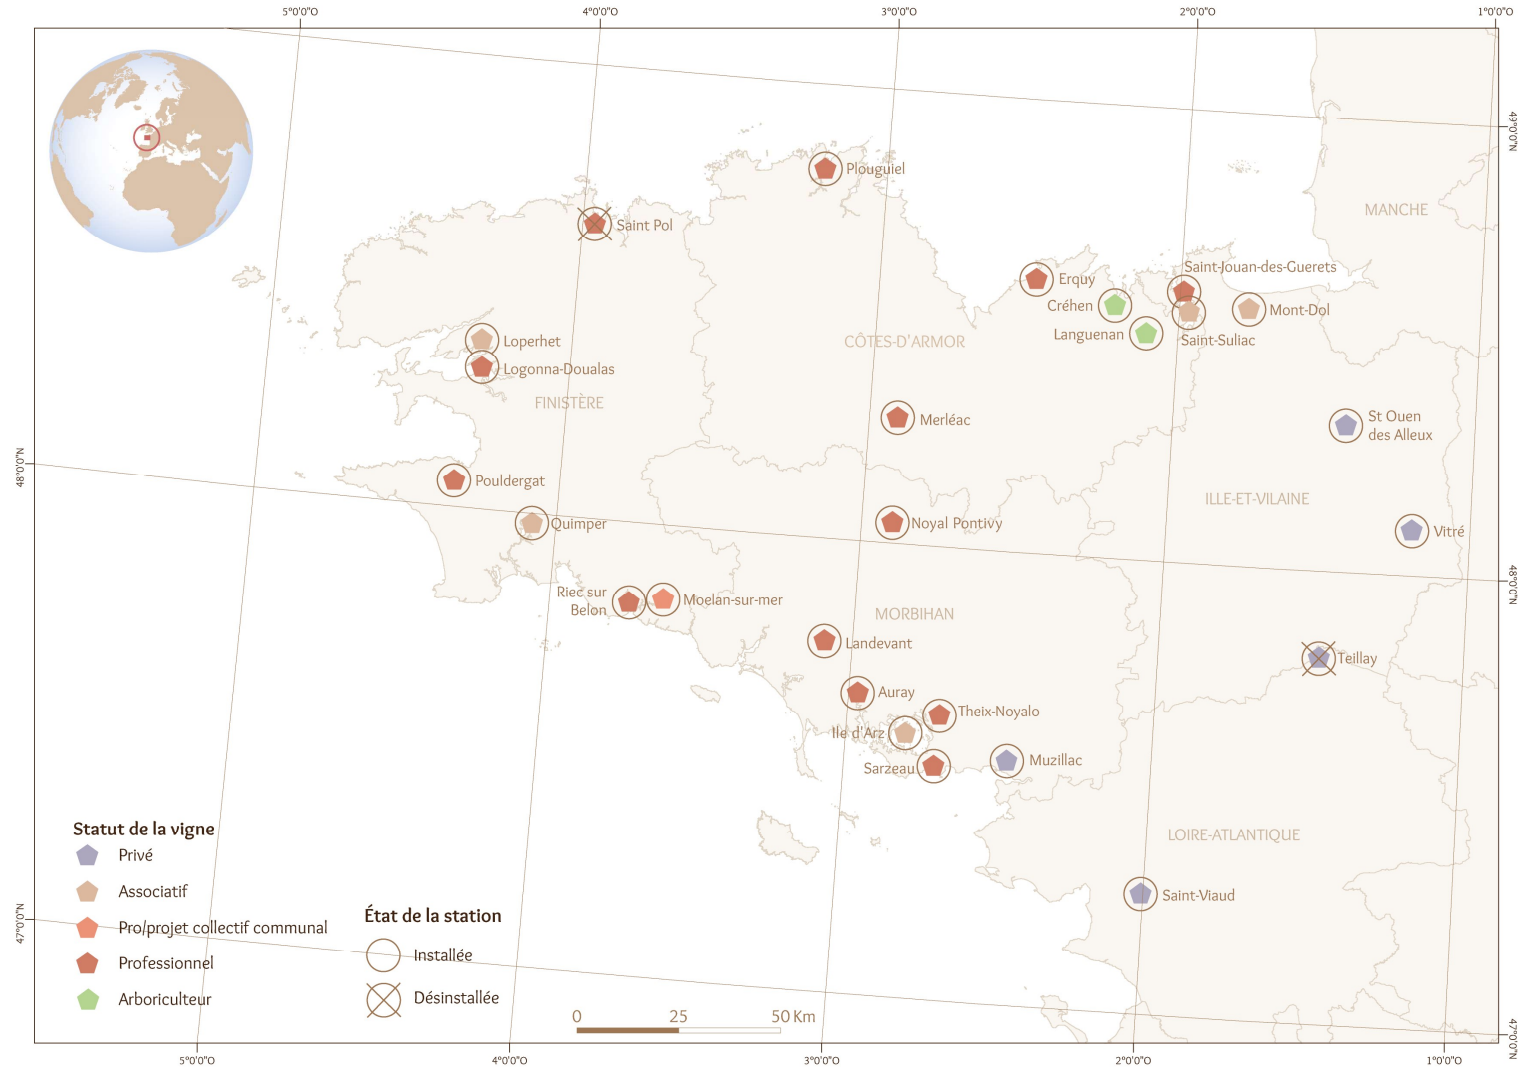 5°0'0"O
4°0'0"O
3°0'0"O
2°0'0"O
1°0'0"O
49°0'0"N
MANCHE
Plouguiel
Saint Pol
Saint-Jouan-des-Guerets
Erquy
Créhen
Mont-Dol
Languenan
Saint-Suliac
Loperhet
CÔTES-D'ARMOR
Logonna-Doualas
FINISTÈRE
Merléac
St Ouen
des Alleux
48°0'0"N
Pouldergat
ILLE-ET-VILAINE
Quimper
Noyal Pontivy
Vitré
48°0'0"N
Riec sur
Belon
Moelan-sur-mer
MORBIHAN
Landevant
Teillay
Auray
Theix-Noyalo
Ile d'Arz
Sarzeau
Muzillac
LOIRE-ATLANTIQUE
Saint-Viaud
Statut de la vigne
Privé
Associatif
Pro/projet collectif communal
Professionnel
Arboriculteur
État de la station
Installée
Désinstallée
47°0'0"N
0 25 50 Km
47°0'0"N
5°0'0"O
4°0'0"O
3°0'0"O
2°0'0"O
1°0'0"O